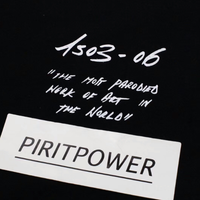 1503-06
"THE MOST PARODIED
WORK OF ART IN
THE WORLD"
PIRITPOWER